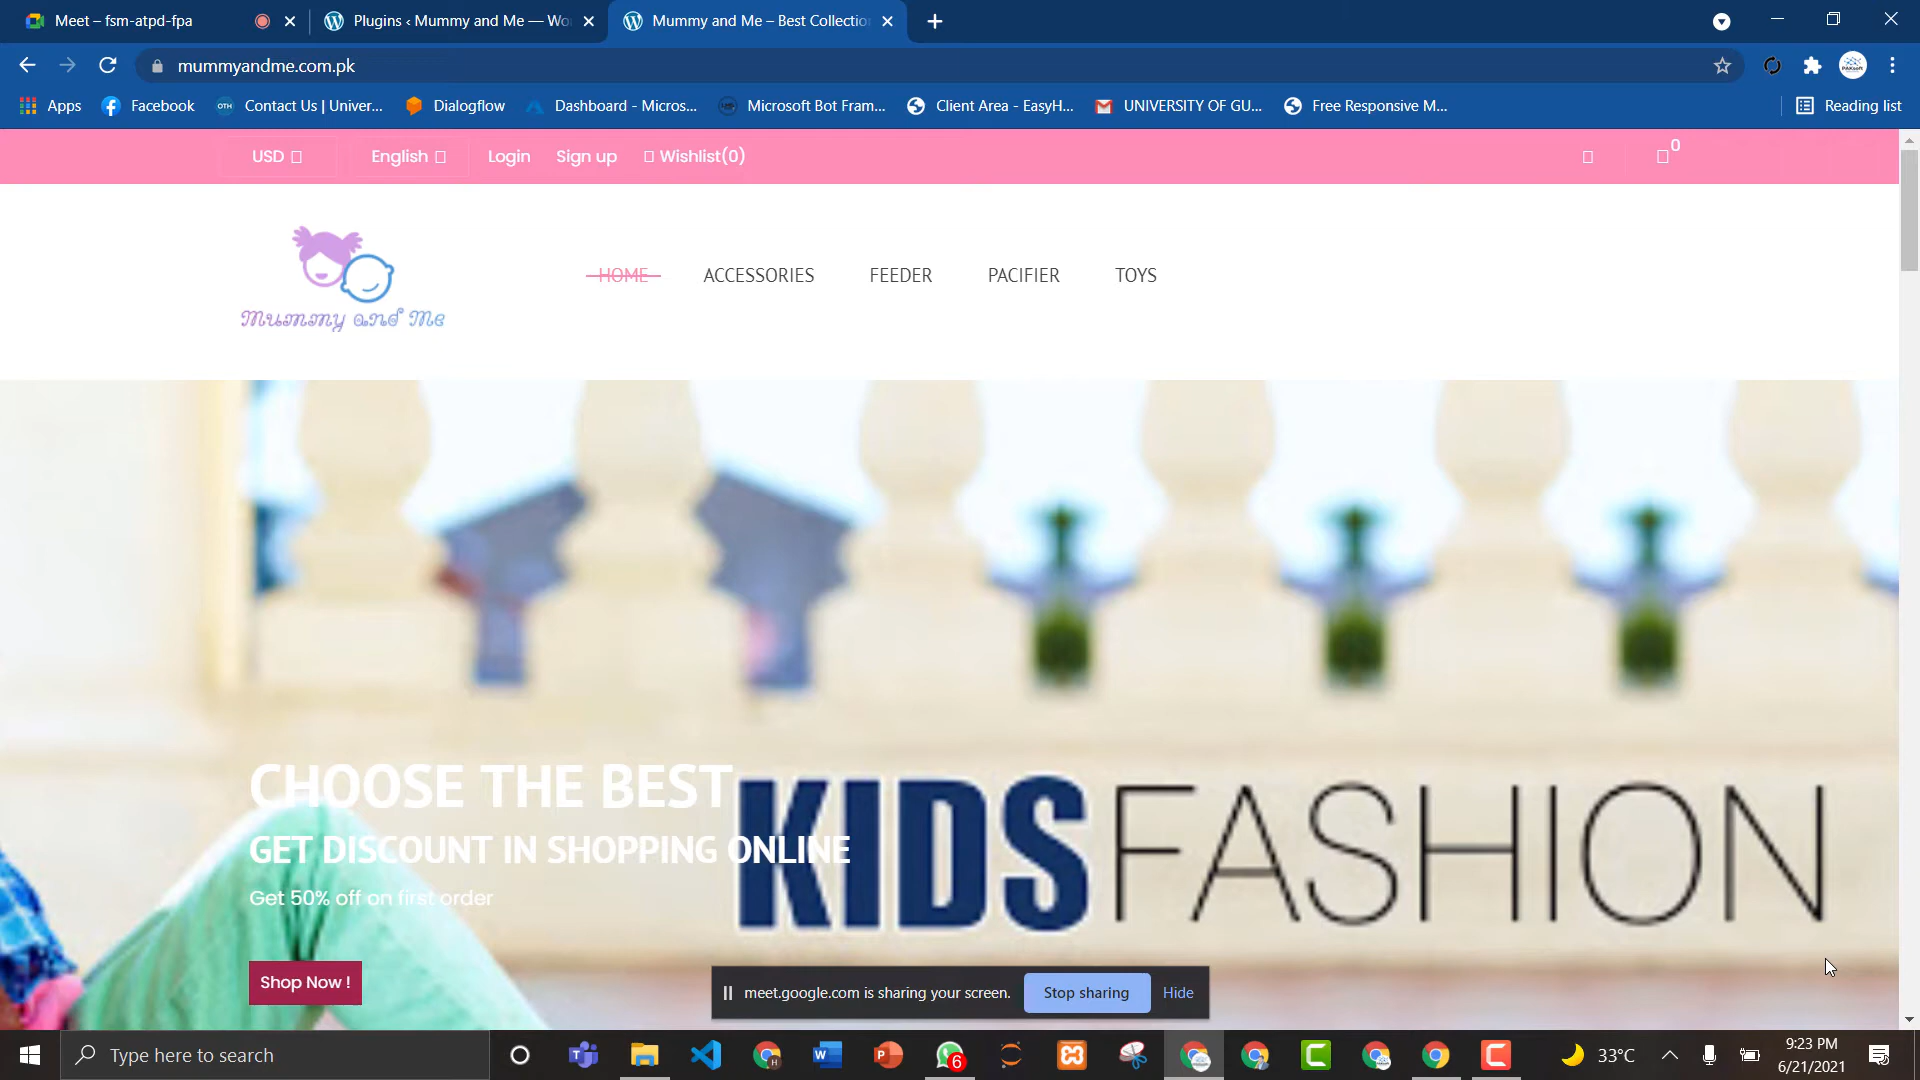 Meet – fsm-atpd-fpa
Plugins ‹ Mummy and Me — Wo
Mummy and Me – Best Collectio
mummyandme.com.pk
Apps
Facebook
Contact Us | Univer...
Dialogflow
Dashboard - Micros...
Microsoft Bot Fram...
Client Area - EasyH...
UNIVERSITY OF GU...
Free Responsive M...
Reading list
USD
English
Login
Sign up
Wishlist(0)
0
Mummy and Me
HOME
ACCESSORIES
FEEDER
PACIFIER
TOYS
CHOOSE THE BEST
KIDS FASHION
GET DISCOUNT IN SHOPPING ONLINE
Get 50% off on first order
Shop Now !
meet.google.com is sharing your screen.
Stop sharing
Hide
Type here to search
6
33°C
9:23 PM
6/21/2021